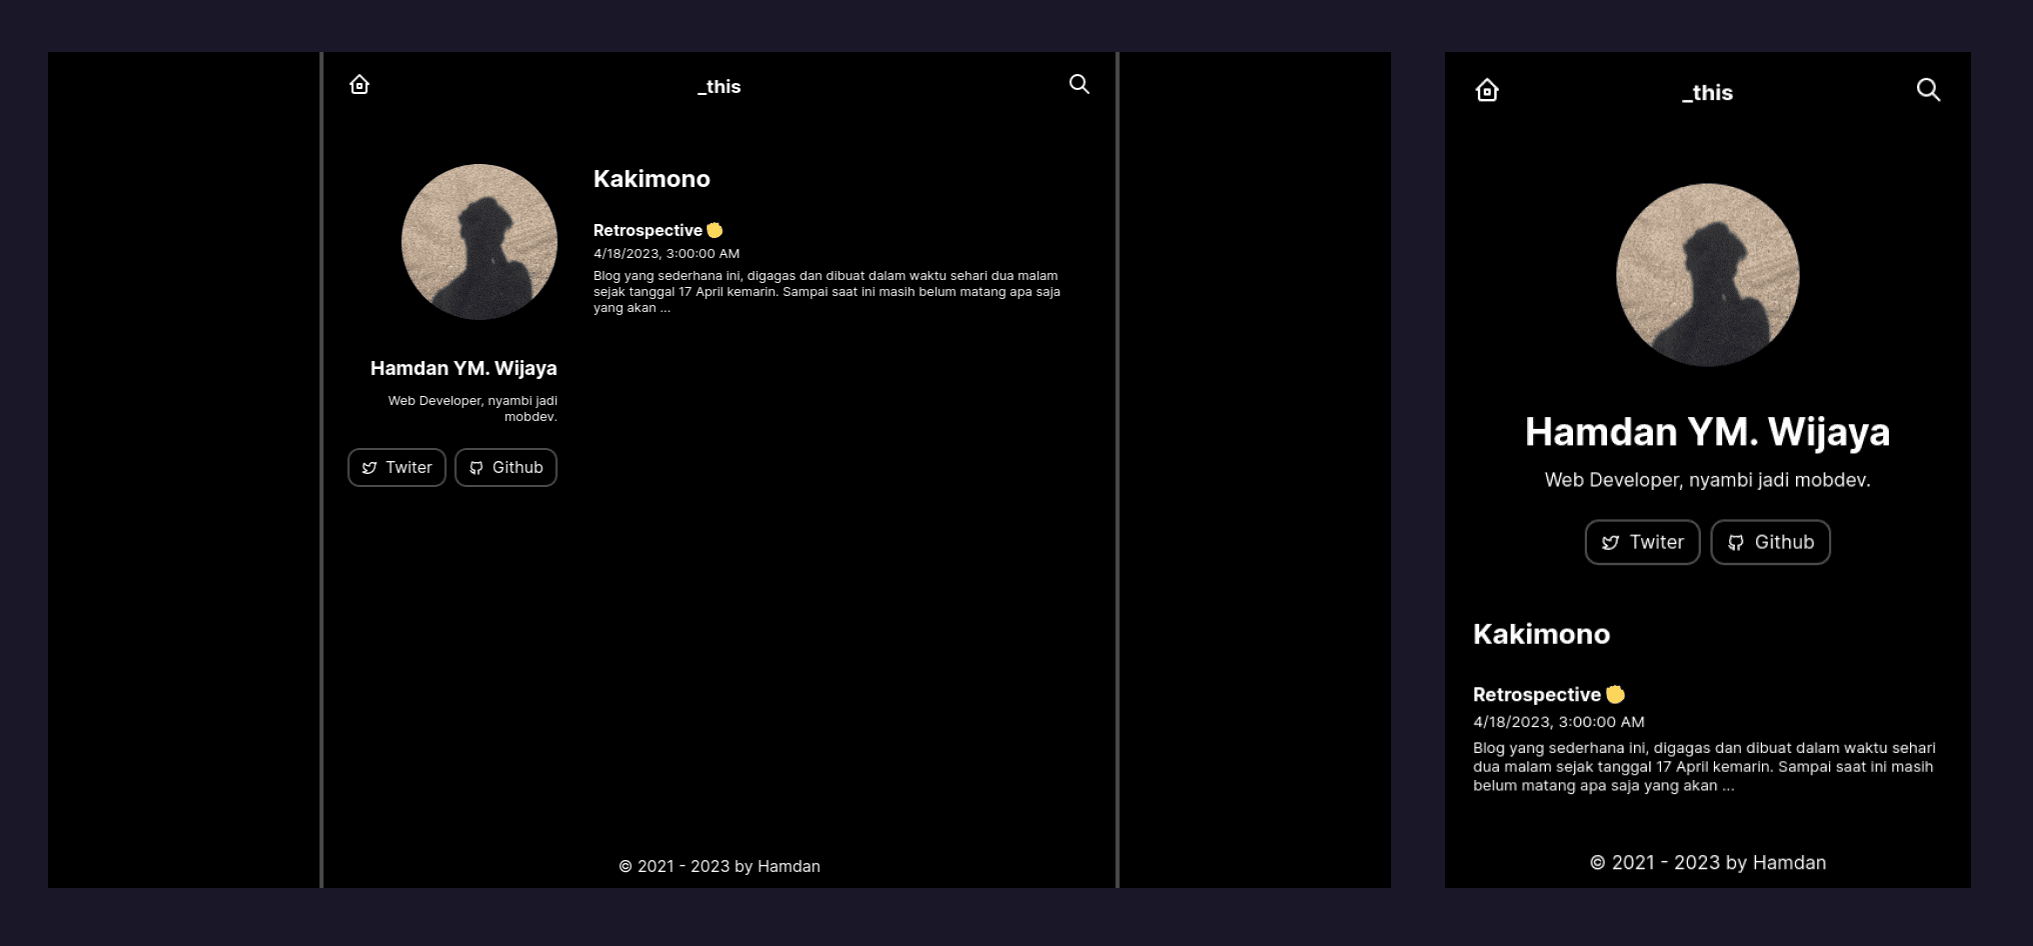 _this
Kakimono
Retrospective
4/18/2023, 3:00:00 AM
Blog yang sederhana ini, digagas dan dibuat dalam waktu sehari dua malam
sejak tanggal 17 April kemarin. Sampai saat ini masih belum matang apa saja
yang akan ...
Hamdan YM. Wijaya
Web Developer, nyambi jadi
mobdev.
Twiter
Github
© 2021 - 2023 by Hamdan
_this
Hamdan YM. Wijaya
Web Developer, nyambi jadi mobdev.
Twiter
Github
Kakimono
Retrospective
4/18/2023, 3:00:00 AM
Blog yang sederhana ini, digagas dan dibuat dalam waktu sehari
dua malam sejak tanggal 17 April kemarin. Sampai saat ini masih
belum matang apa saja yang akan ...
© 2021 - 2023 by Hamdan